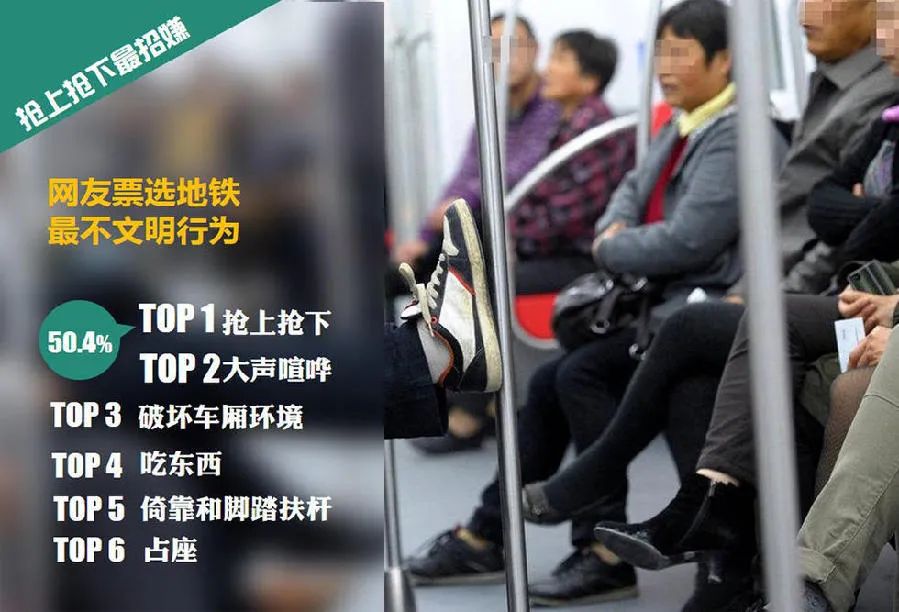 抢上抢下最招嫌
网友票选地铁
最不文明行为
50.4%
TOP 1 抢上抢下
TOP 2 大声喧哗
TOP 3 破坏车厢环境
TOP 4 吃东西
TOP 5 倚靠和脚踏扶杆
TOP 6 占座